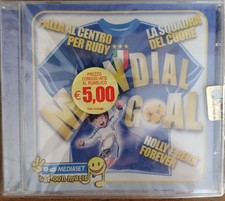 PALLA AL CENTRO
PER RUDY
LA SQUADRA
DEL CUORE
MUNDIAL
GOAL
PREZZO
CONSIGLIATO
AL PUBBLICO
€5,00
HOLLY E BENJI
FOREVER
MEDIASET